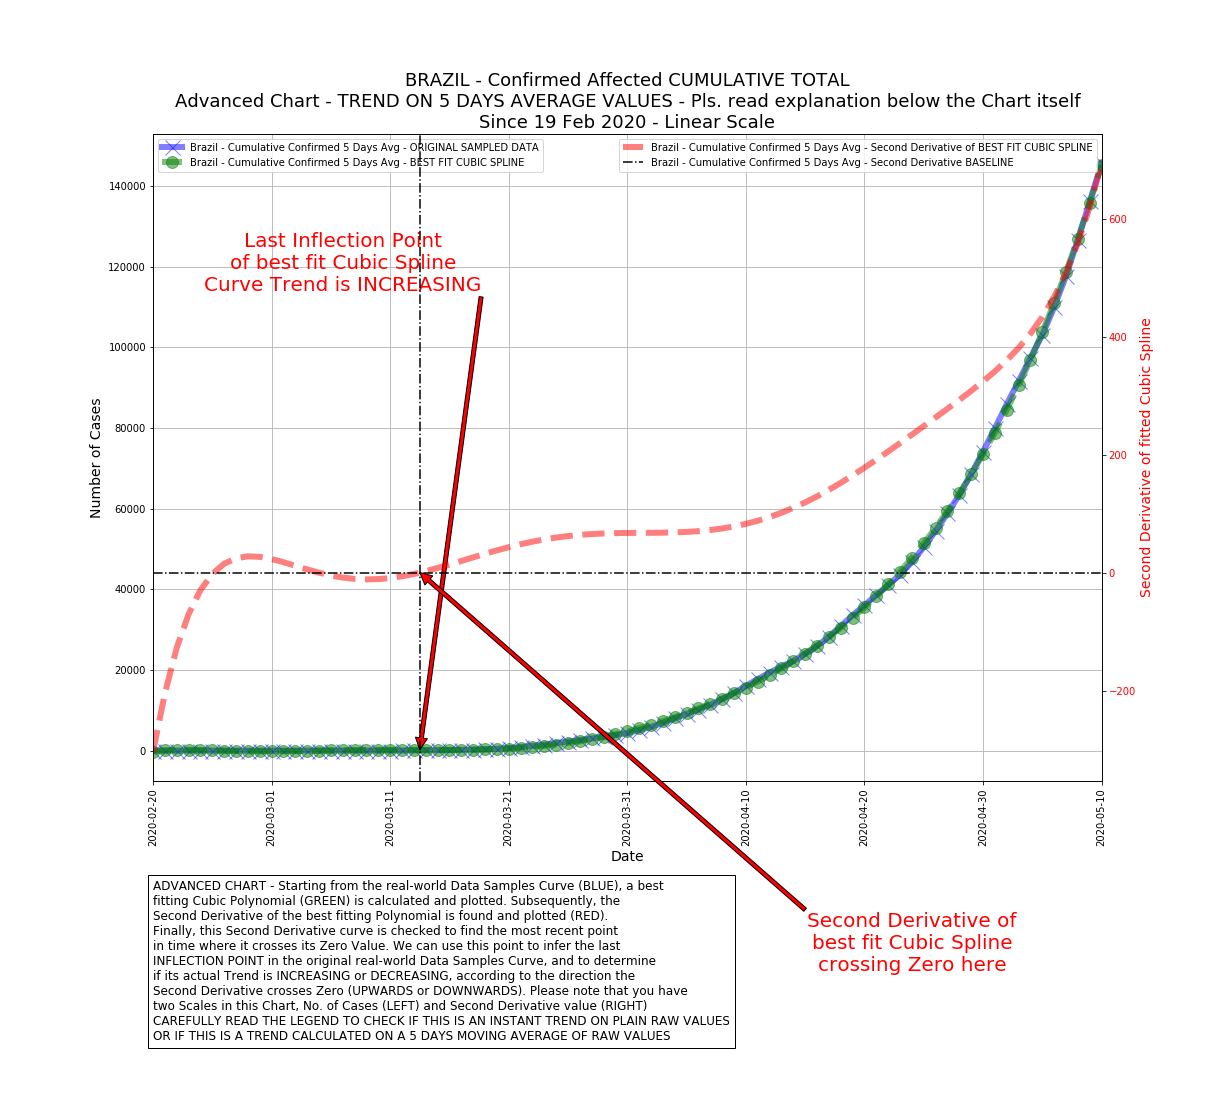 BRAZIL - Confirmed Affected CUMULATIVE TOTAL
Advanced Chart - TREND ON 5 DAYS AVERAGE VALUES - Pls. read explanation below the Chart itself
Since 19 Feb 2020 - Linear Scale
Brazil - Cumulative Confirmed 5 Days Avg - ORIGINAL SAMPLED DATA
Brazil - Cumulative Confirmed 5 Days Avg - BEST FIT CUBIC SPLINE
Brazil - Cumulative Confirmed 5 Days Avg - Second Derivative of BEST FIT CUBIC SPLINE
Brazil - Cumulative Confirmed 5 Days Avg - Second Derivative BASELINE
Last Inflection Point
of best fit Cubic Spline
Curve Trend is INCREASING
Number of Cases
140000
120000
100000
80000
60000
40000
20000
0
600
400
200
0
−200
Second Derivative of fitted Cubic Spline
2020-02-20
2020-03-01
2020-03-11
2020-03-21
2020-03-31
2020-04-10
2020-04-20
2020-04-30
2020-05-10
Date
ADVANCED CHART - Starting from the real-world Data Samples Curve (BLUE), a best
fitting Cubic Polynomial (GREEN) is calculated and plotted. Subsequently, the
Second Derivative of the best fitting Polynomial is found and plotted (RED).
Finally, this Second Derivative curve is checked to find the most recent point
in time where it crosses its Zero Value. We can use this point to infer the last
INFLECTION POINT in the original real-world Data Samples Curve, and to determine
if its actual Trend is INCREASING or DECREASING, according to the direction the
Second Derivative crosses Zero (UPWARDS or DOWNWARDS). Please note that you have
two Scales in this Chart, No. of Cases (LEFT) and Second Derivative value (RIGHT)
CAREFULLY READ THE LEGEND TO CHECK IF THIS IS AN INSTANT TREND ON PLAIN RAW VALUES
OR IF THIS IS A TREND CALCULATED ON A 5 DAYS MOVING AVERAGE OF RAW VALUES
Second Derivative of
best fit Cubic Spline
crossing Zero here